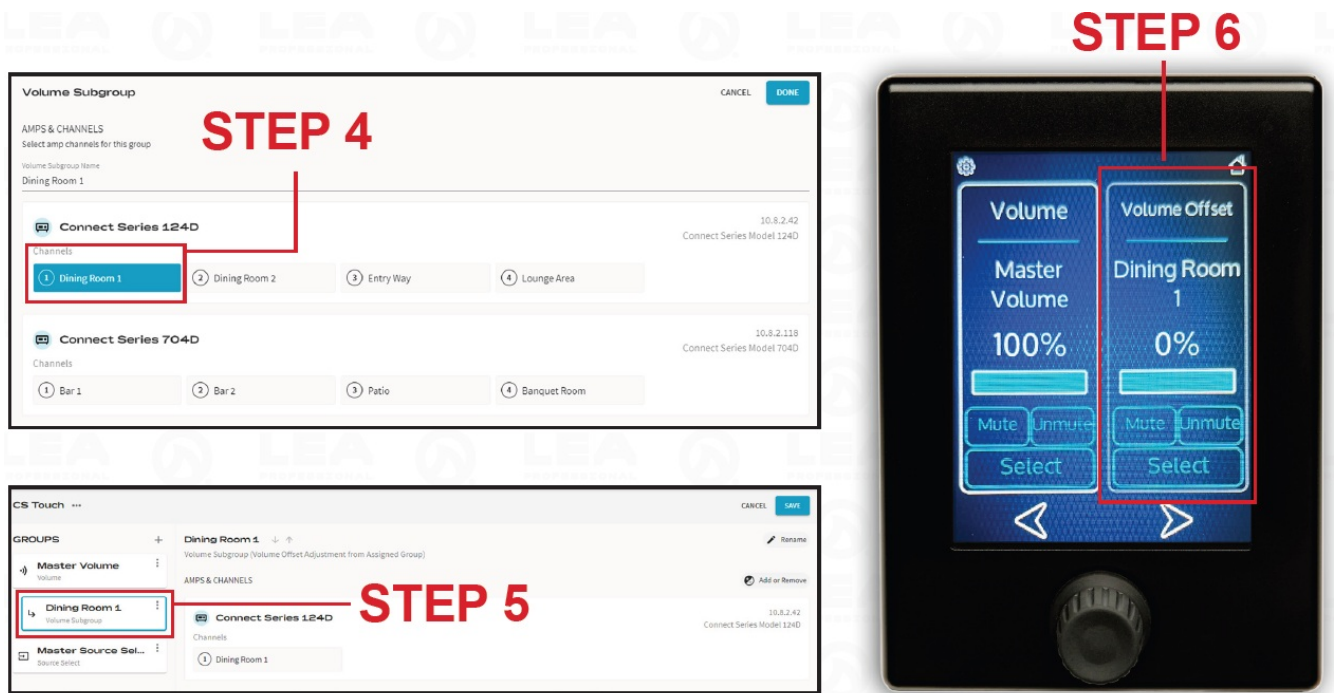 STEP 6
Volume Subgroup
CANCEL
DONE
AMPS & CHANNELS
Select amp channels for this group
STEP 4
Volume Subgroup Name
Dining Room 1
Connect Series 124D
10.8.2.42
Connect Series Model 124D
Channels
1 Dining Room 1
2 Dining Room 2
3 Entry Way
4 Lounge Area
Connect Series 704D
10.8.2.118
Connect Series Model 704D
Channels
1 Bar 1
2 Bar 2
3 Patio
4 Banquet Room
Volume
Master
Volume
100%
Mute
Unmute
Select
Volume Offset
Dining Room
1
0%
Mute
Unmute
Select
LEA
PROFESSIONAL
CS Touch ...
CANCEL
SAVE
GROUPS +
Master Volume
Volume
Dining Room 1
Volume Subgroup
Master Source Sel...
Source Select
Dining Room 1
Rename
Volume Subgroup (Volume Offset Adjustment from Assigned Group)
AMPS & CHANNELS
Add or Remove
STEP 5
Connect Series 124D
10.8.2.42
Connect Series Model 124D
Channels
1 Dining Room 1